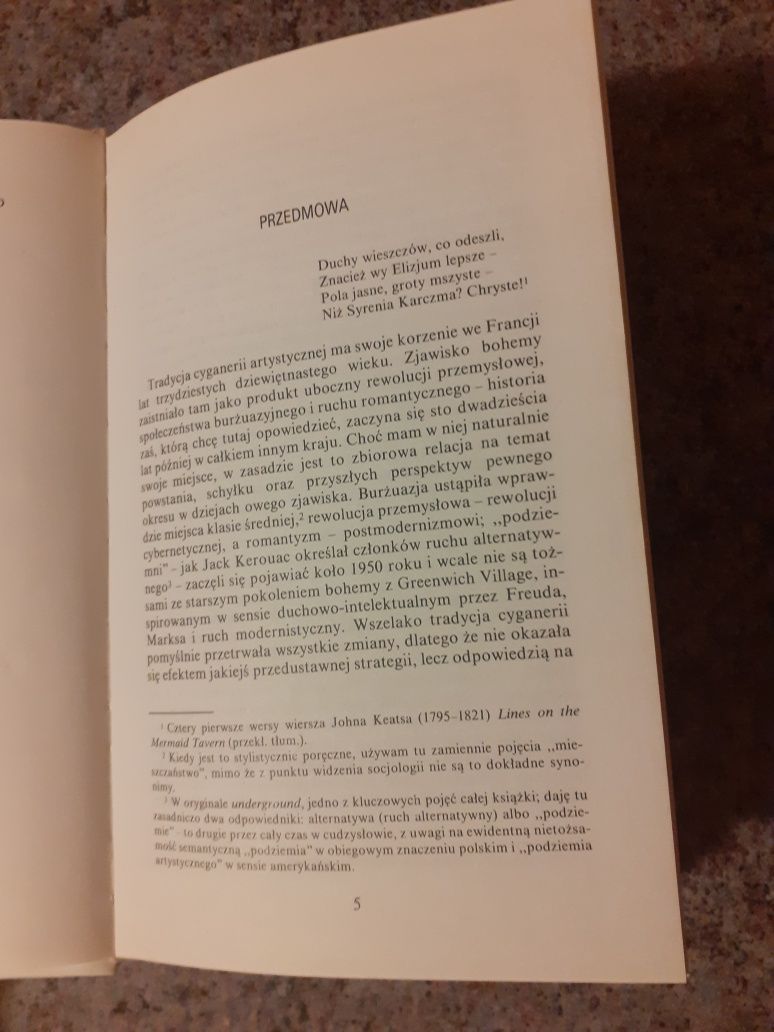 PRZEDMOWA
Duchy wieszczów, co odeszli,
Znacież wy Elizjum lepsze –
Pola jasne, groty mszyste –
Niż Syrenia Karczma? Chryste!¹
Tradycja cyganerii artystycznej ma swoje korzenie we Francji
lat trzydziestych dziewiętnastego wieku. Zjawisko bohemy
zaistniało tam jako produkt uboczny rewolucji przemysłowej,
społeczeństwa burżuazyjnego i ruchu romantycznego – historia
zaś, którą chcę tutaj opowiedzieć, zaczyna się sto dwadzieścia
lat później w całkiem innym kraju. Choć mam w niej naturalnie
swoje miejsce, w zasadzie jest to zbiorowa relacja na temat
powstania, schyłku oraz przyszłych perspektyw pewnego
okresu w dziejach owego zjawiska. Burżuazja ustąpiła wpraw-
dzie miejsca klasie średniej,² rewolucja przemysłowa – rewolucji
cybernetycznej, a romantyzm – postmodernizmowi; ,,podzie-
mni" – jak Jack Kerouac określał członków ruchu alternatyw-
nego³ – zaczęli się pojawiać koło 1950 roku i wcale nie są toż-
sami ze starszym pokoleniem bohemy z Greenwich Village, in-
spirowanym w sensie duchowo-intelektualnym przez Freuda,
Marksa i ruch modernistyczny. Wszelako tradycja cyganerii
pomyślnie przetrwała wszystkie zmiany, dlatego że nie okazała
się efektem jakiejś przedustawnej strategii, lecz odpowiedzią na
¹ Cztery pierwsze wersy wiersza Johna Keatsa (1795–1821) Lines on the
Mermaid Tavern (przekł. tłum.).
² Kiedy jest to stylistycznie poręczne, używam tu zamiennie pojęcia ,,mie-
szczaństwo", mimo że z punktu widzenia socjologii nie są to dokładne syno-
nimy.
³ W oryginale underground, jedno z kluczowych pojęć całej książki; daję tu
zasadniczo dwa odpowiedniki: alternatywa (ruch alternatywny) albo ,,podzie-
mie" – to drugie przez cały czas w cudzysłowie, z uwagi na ewidentną nietożsa-
mość semantyczną ,,podziemia" w obiegowym znaczeniu polskim i ,,podziemia
artystycznego" w sensie amerykańskim.
5